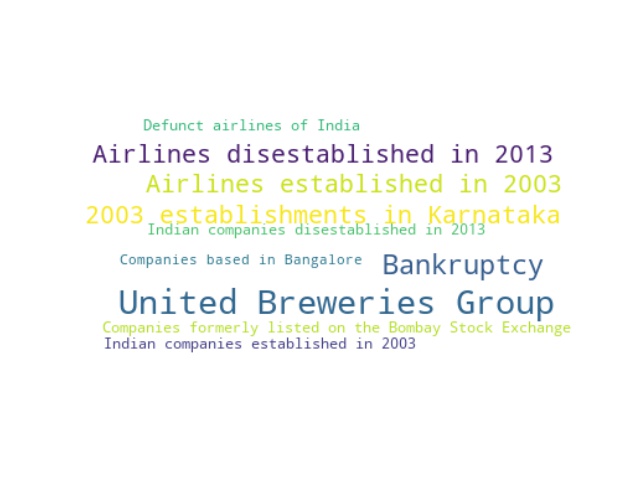 Defunct airlines of India
Airlines disestablished in 2013
Airlines established in 2003
2003 establishments in Karnataka
Indian companies disestablished in 2013
Companies based in Bangalore
Bankruptcy
United Breweries Group
Companies formerly listed on the Bombay Stock Exchange
Indian companies established in 2003